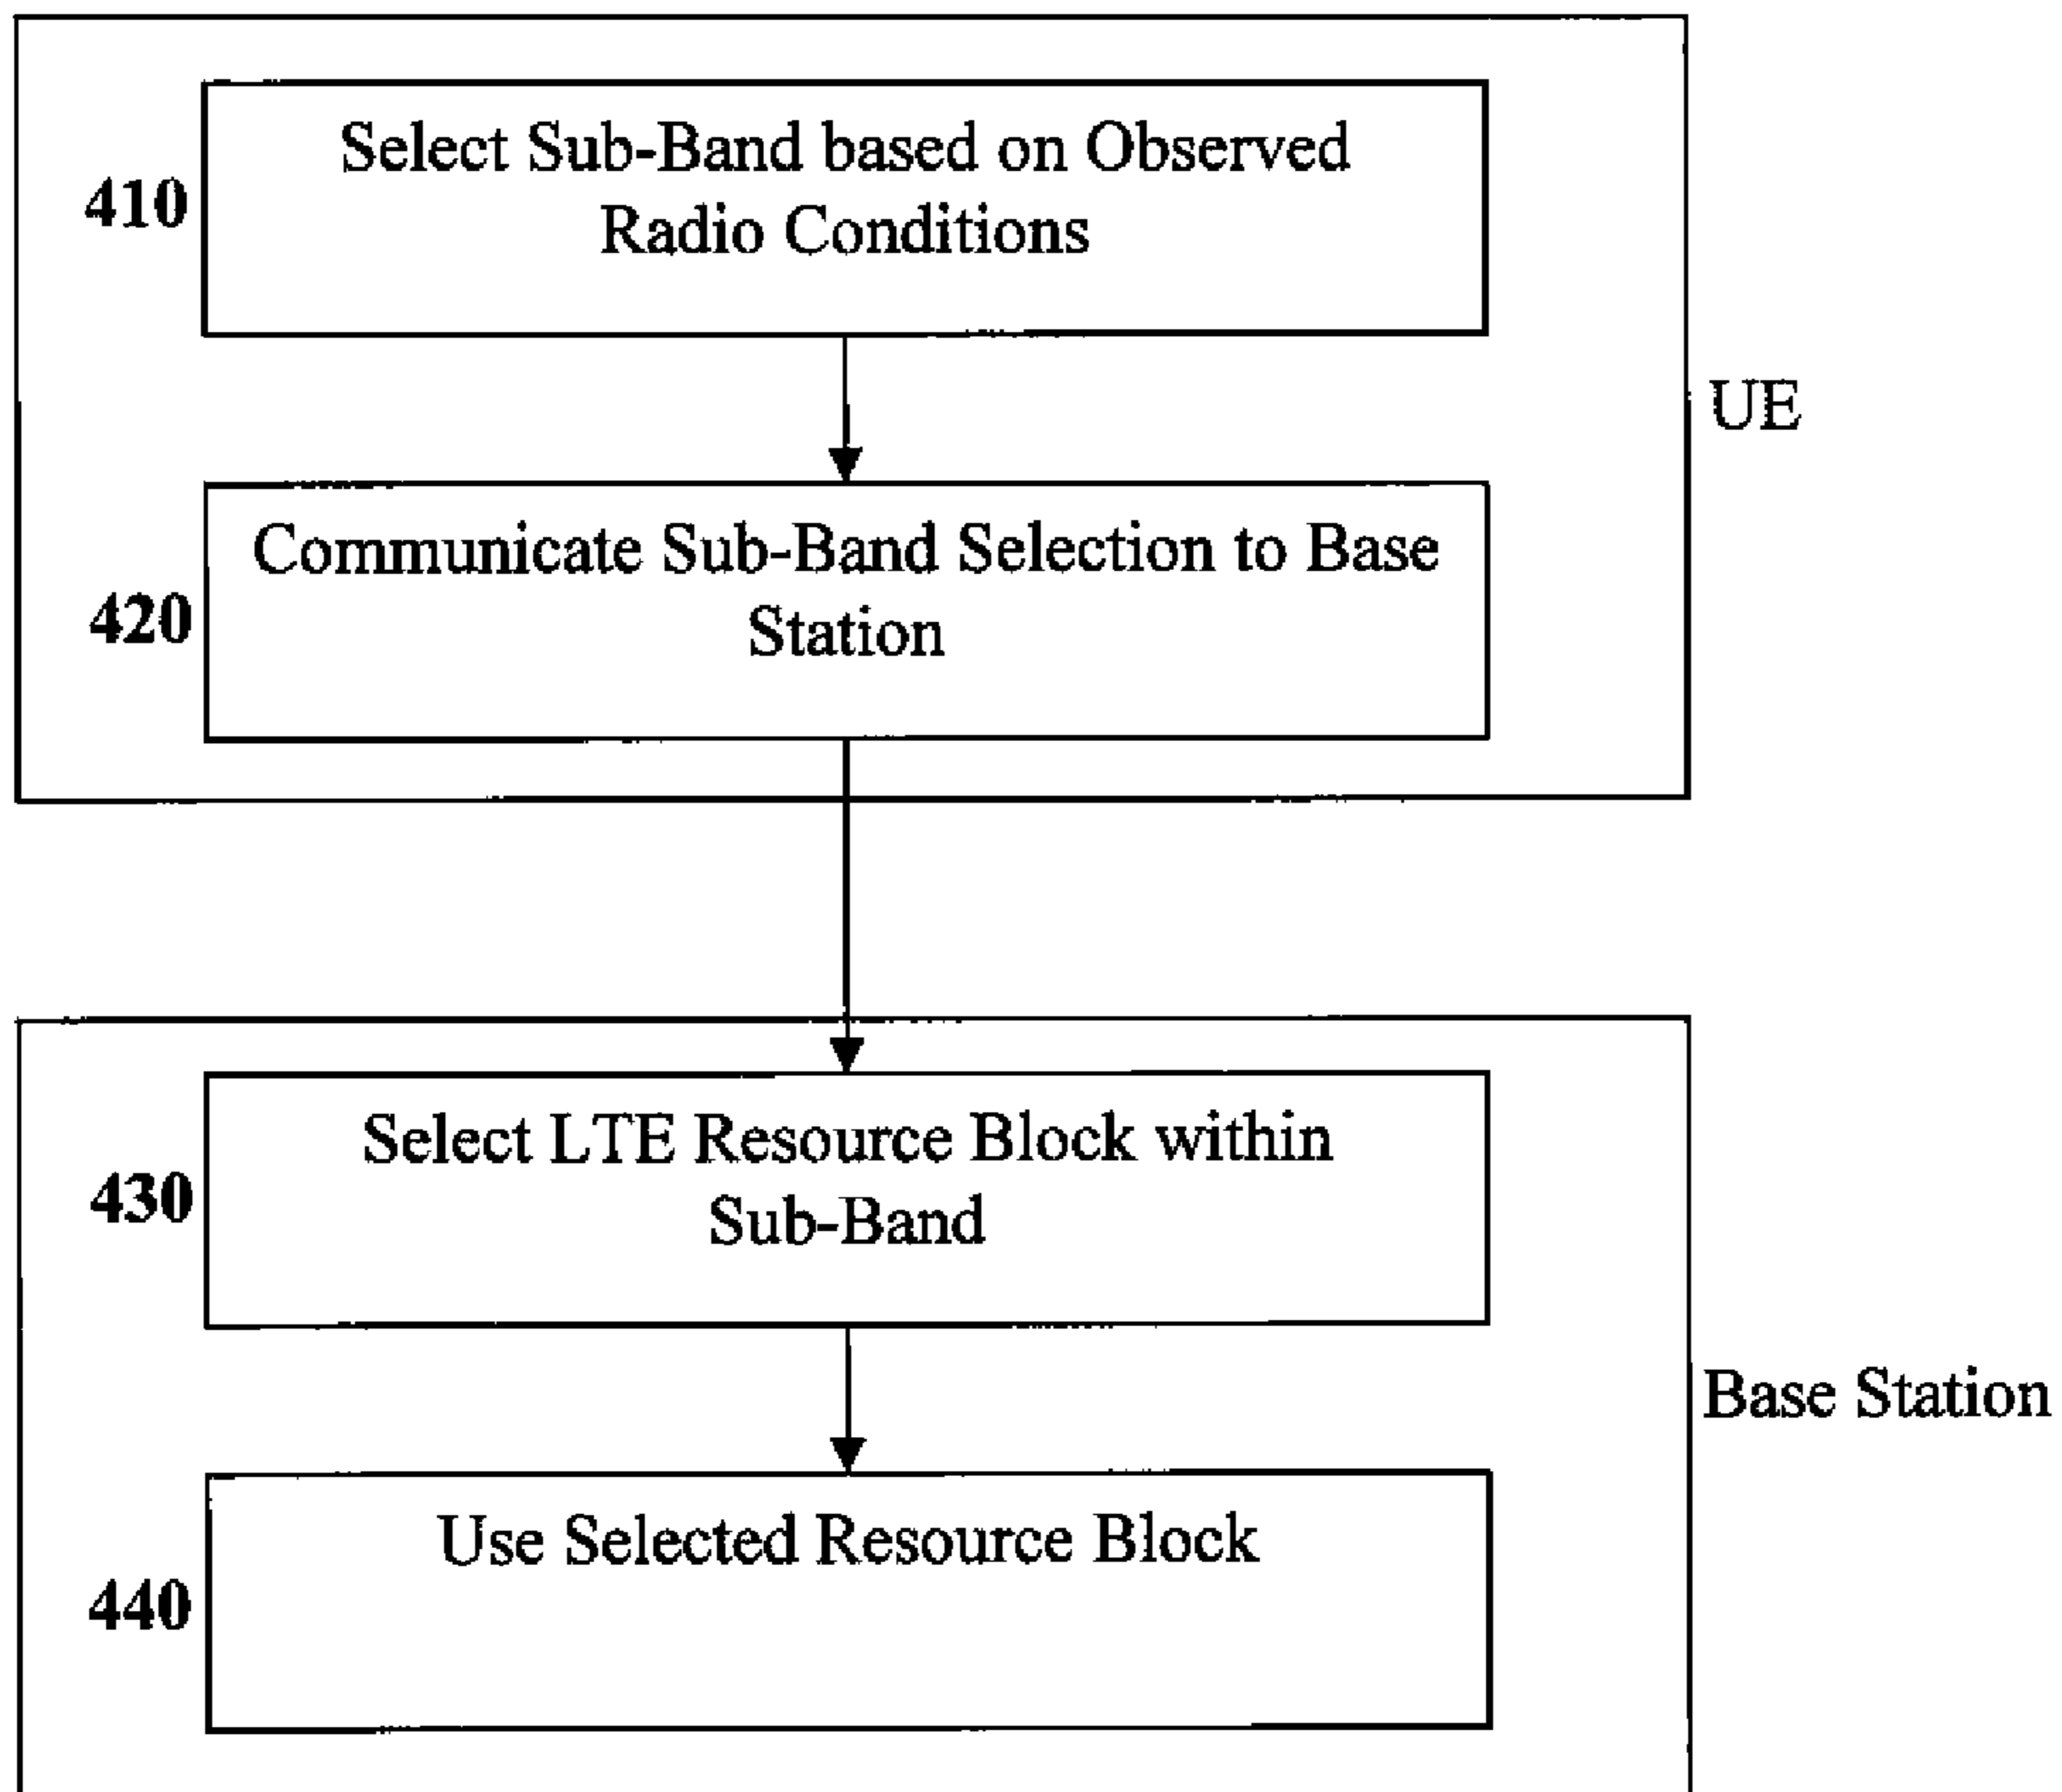 Select Sub-Band based on Observed
Radio Conditions
410
UE
Communicate Sub-Band Selection to Base
Station
420
Select LTE Resource Block within
Sub-Band
430
Base Station
Use Selected Resource Block
440